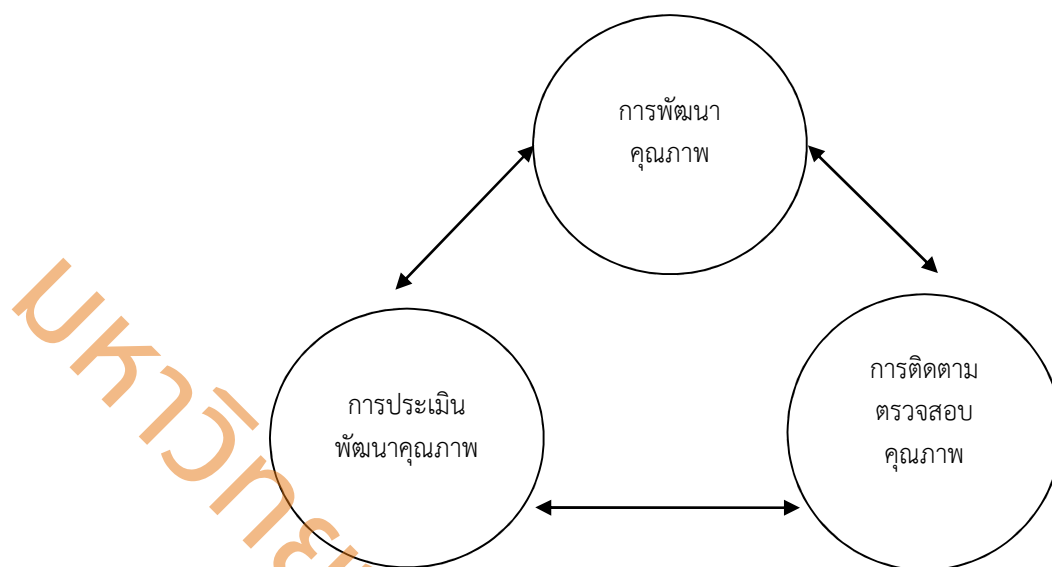 การพัฒนา
คุณภาพ
การติดตาม
ตรวจสอบ
คุณภาพ
การประเมิน
พัฒนาคุณภาพ